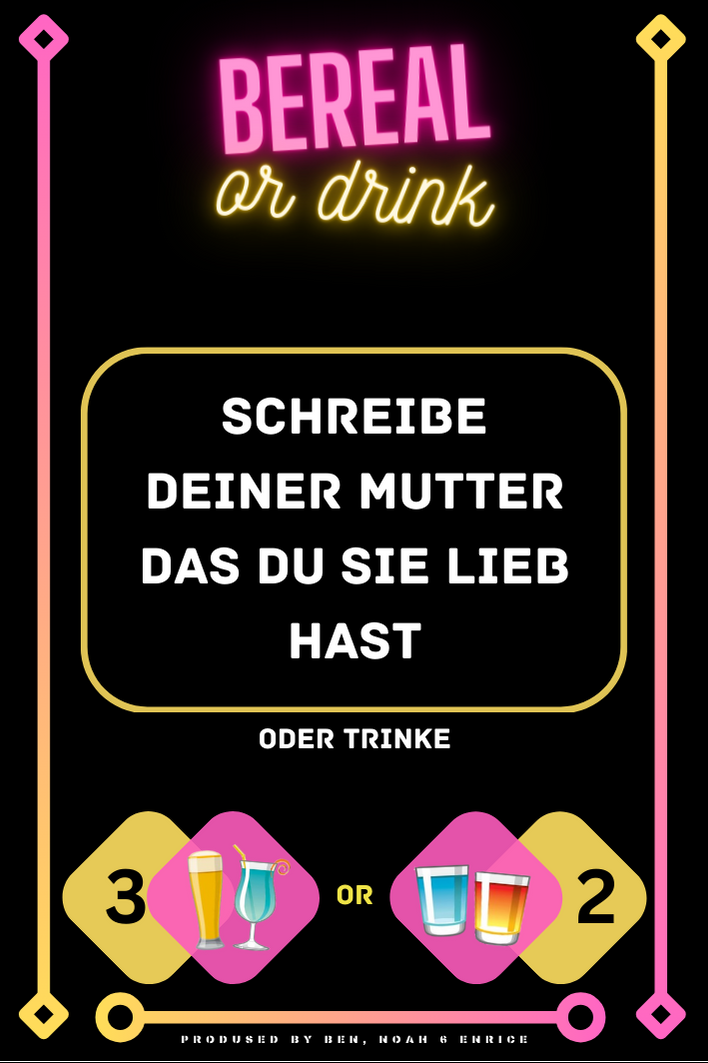 BEREAL
or drink
SCHREIBE
DEINER MUTTER
DAS DU SIE LIEB
HAST
ODER TRINKE
3 OR 2
PRODUSED BY BEN, NOAH & ENRICE